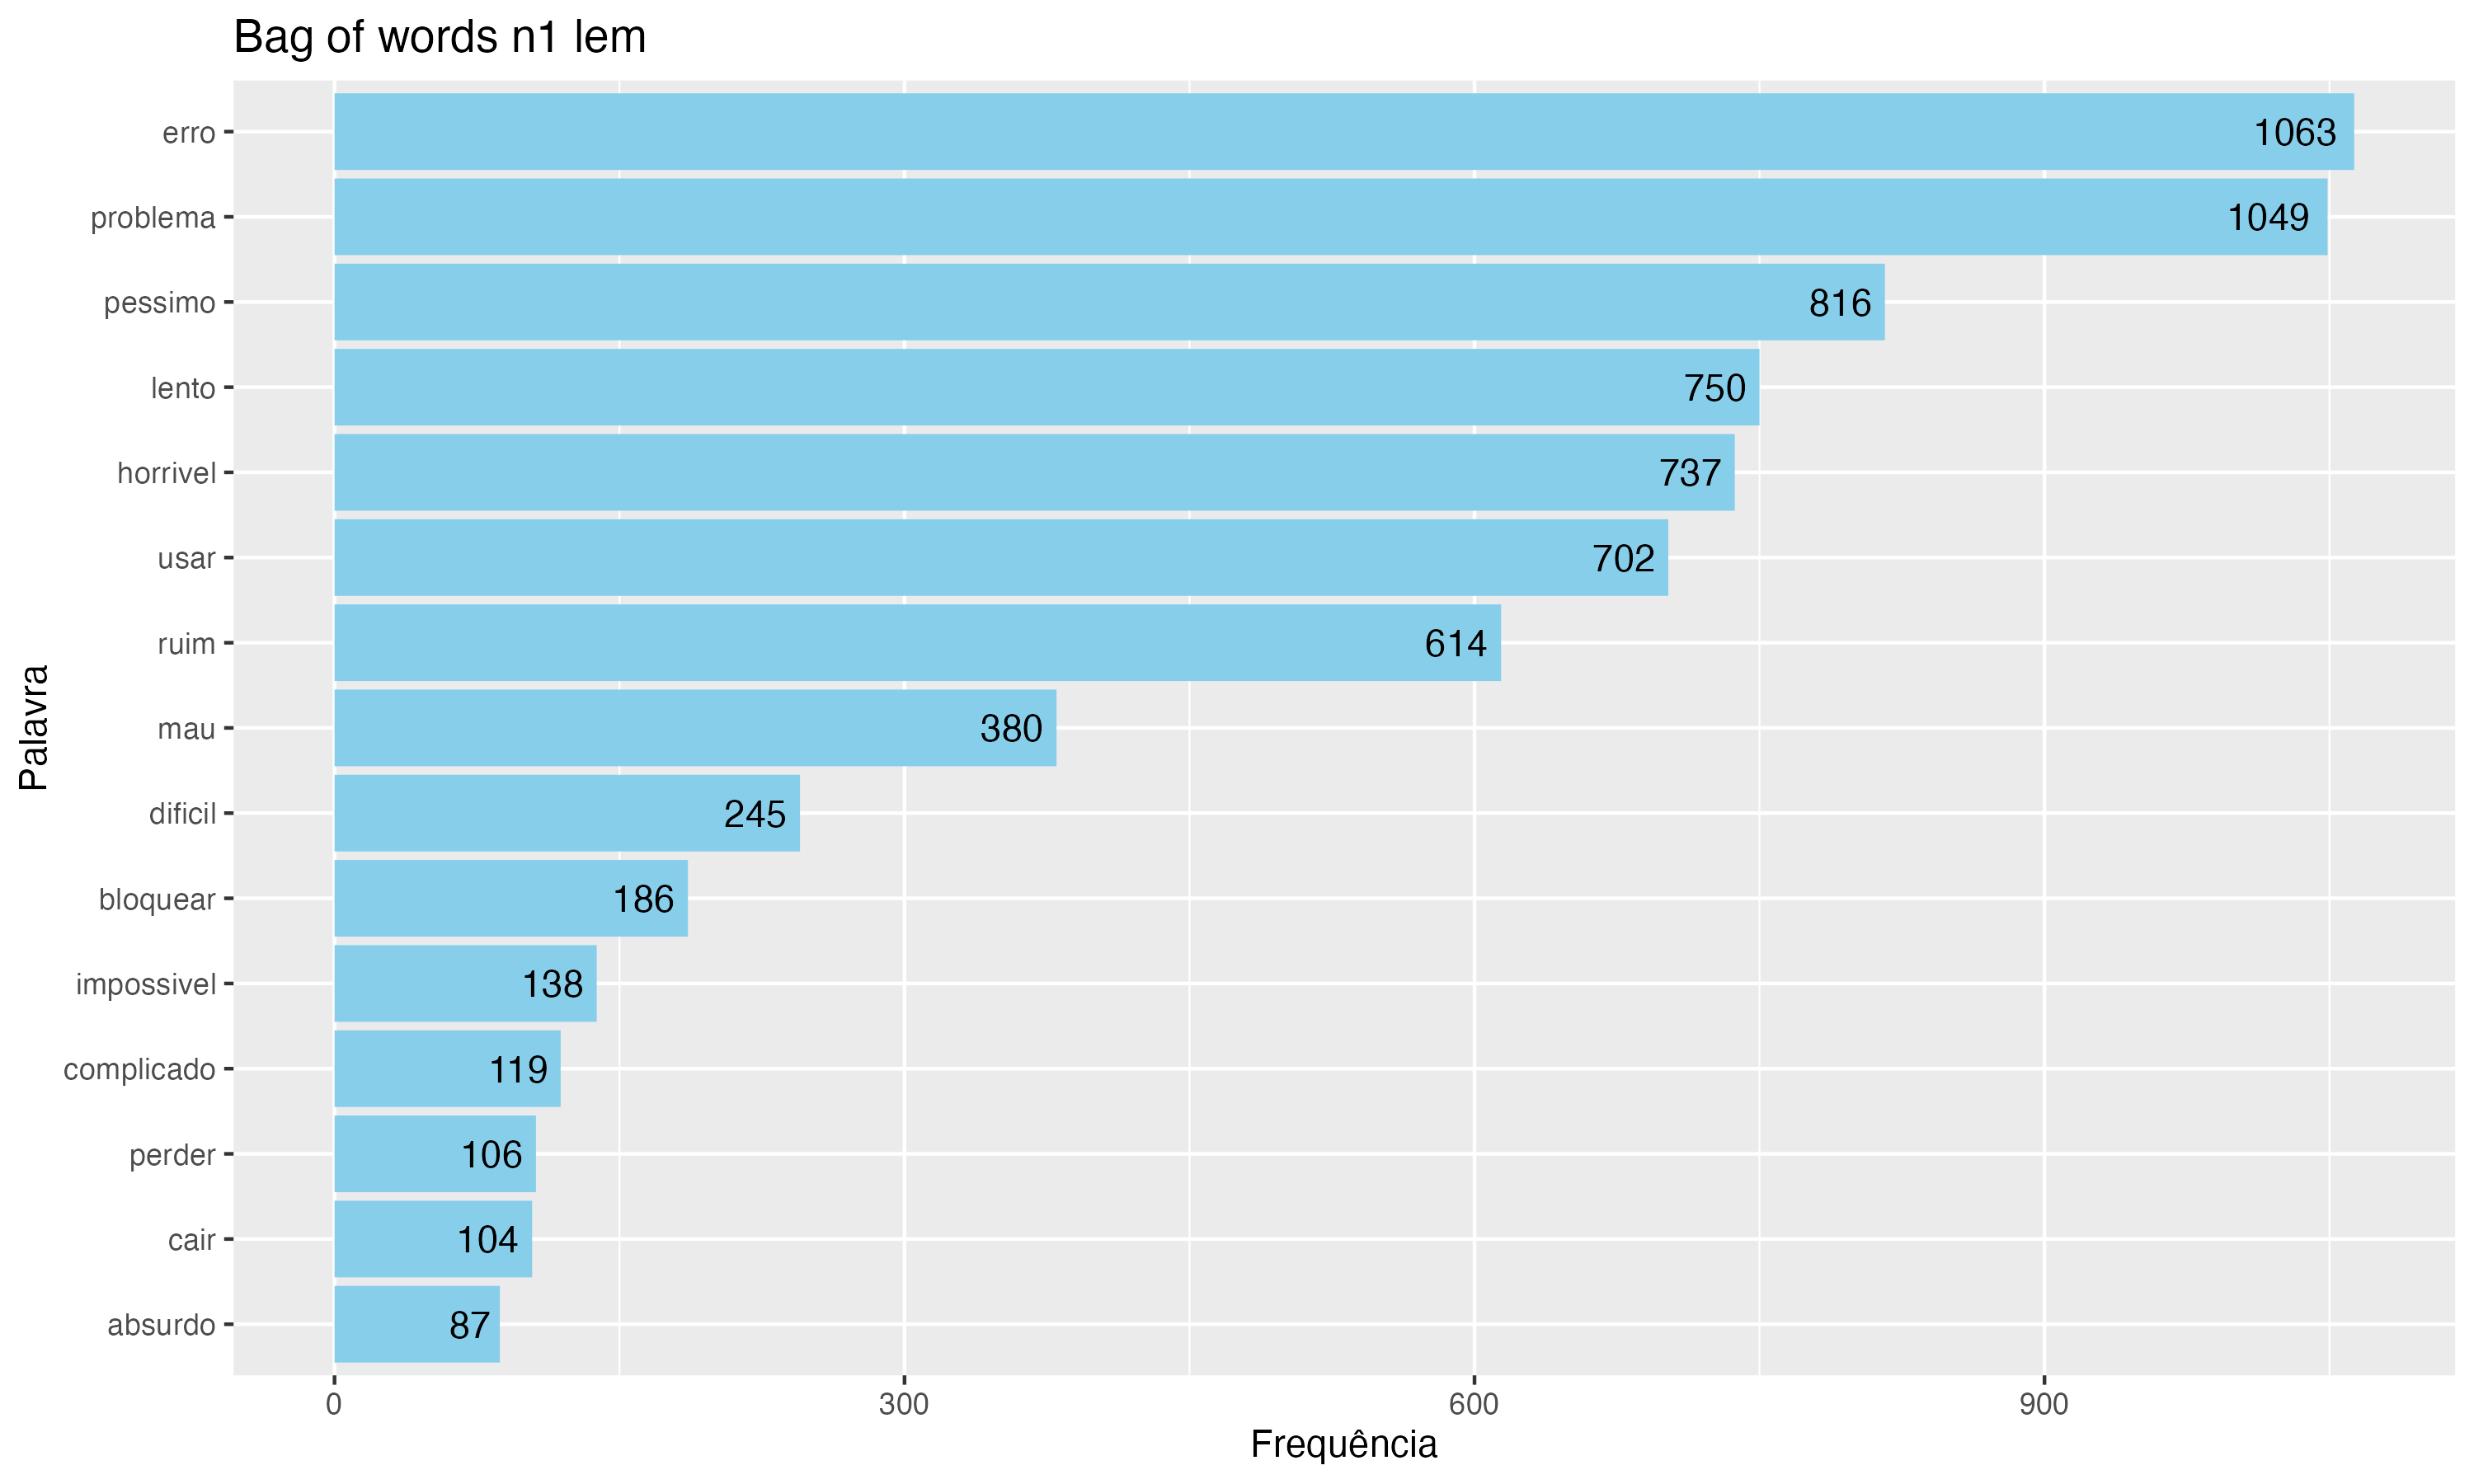 Bag of words n1 lem
Palavra
erro 1063
problema 1049
pessimo 816
lento 750
horrivel 737
usar 702
ruim 614
mau 380
dificil 245
bloquear 186
impossivel 138
complicado 119
perder 106
cair 104
absurdo 87
0 300 600 900
Frequência